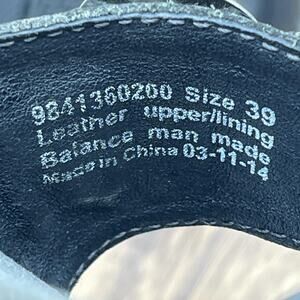 9841360200 Size 39
Leather upper/lining
Balance man made
Made in China 03-11-14